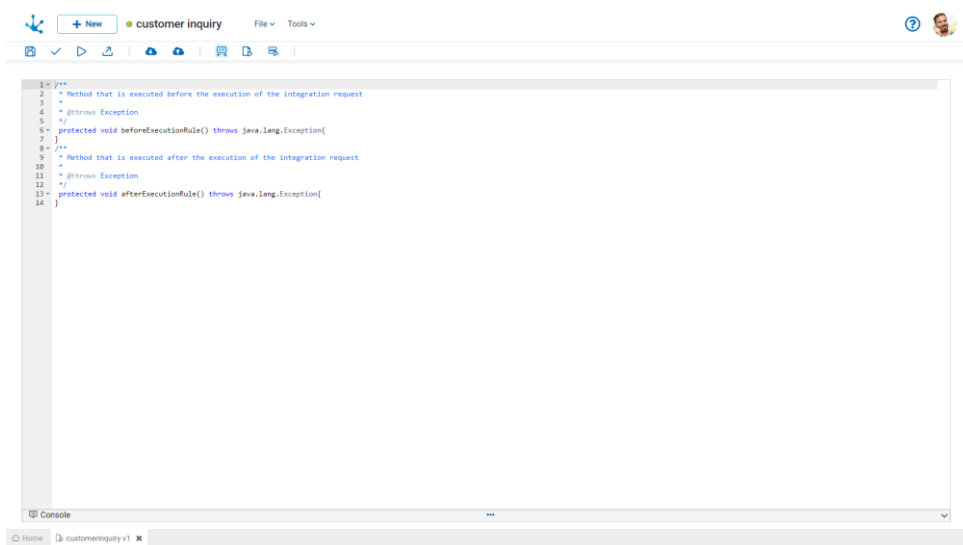 + New
customer inquiry
File
Tools
1 /**
2 * Method that is executed before the execution of the integration request
3 *
4 * @throws Exception
5 */
6 protected void beforeExecutionRule() throws java.lang.Exception{
7 }
8 /**
9 * Method that is executed after the execution of the integration request
10 *
11 * @throws Exception
12 */
13 protected void afterExecutionRule() throws java.lang.Exception{
14 }
Console
Home
customerinquiry v1